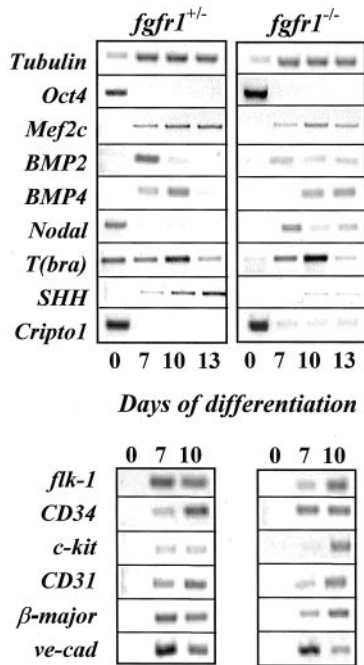 fgfr1+/- fgfr1-/-
Tubulin
Oct4
Mef2c
BMP2
BMP4
Nodal
T(bra)
SHH
Cripto1
0 7 10 13 0 7 10 13
Days of differentiation
0 7 10 0 7 10
flk-1
CD34
c-kit
CD31
β-major
ve-cad